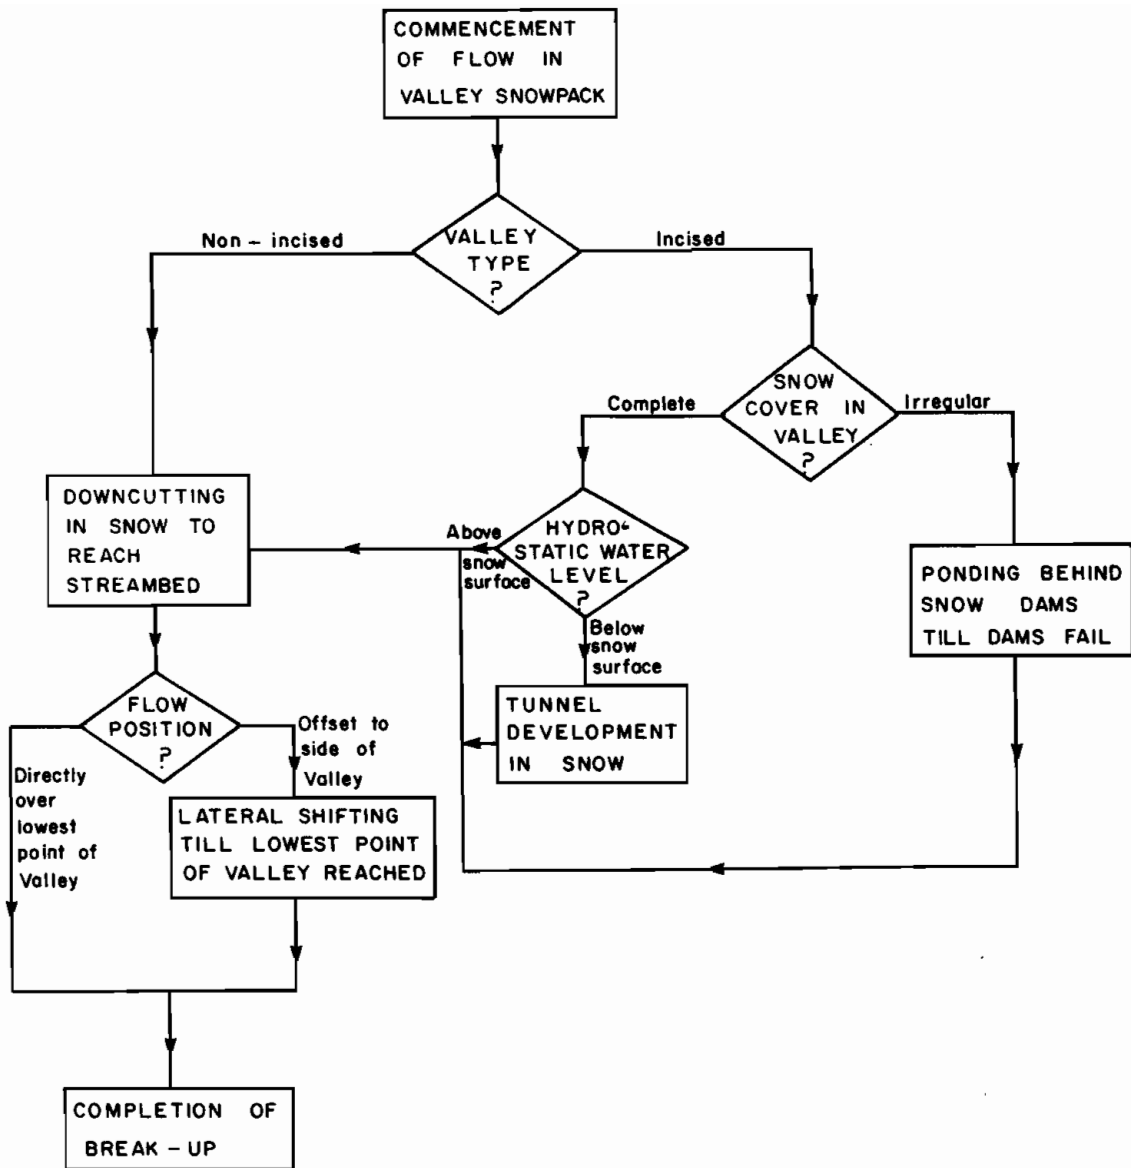 COMMENCEMENT
OF FLOW IN
VALLEY SNOWPACK
VALLEY
TYPE
?
Non - incised
Incised
SNOW
COVER IN
VALLEY
?
Complete
Irregular
HYDRO-
STATIC WATER
LEVEL
?
Above
snow
surface
Below
snow
surface
DOWNCUTTING
IN SNOW TO
REACH
STREAMBED
PONDING BEHIND
SNOW DAMS
TILL DAMS FAIL
TUNNEL
DEVELOPMENT
IN SNOW
FLOW
POSITION
?
Directly
over
lowest
point of
Valley
Offset to
side of
Valley
LATERAL SHIFTING
TILL LOWEST POINT
OF VALLEY REACHED
COMPLETION OF
BREAK - UP